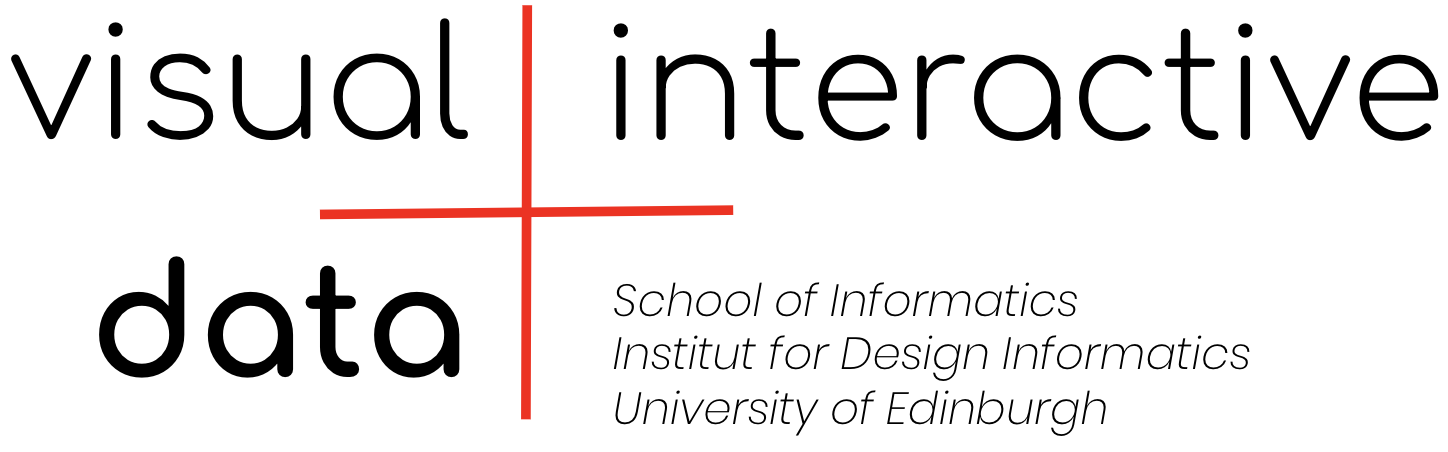 visual interactive
data
School of Informatics
Institut for Design Informatics
University of Edinburgh